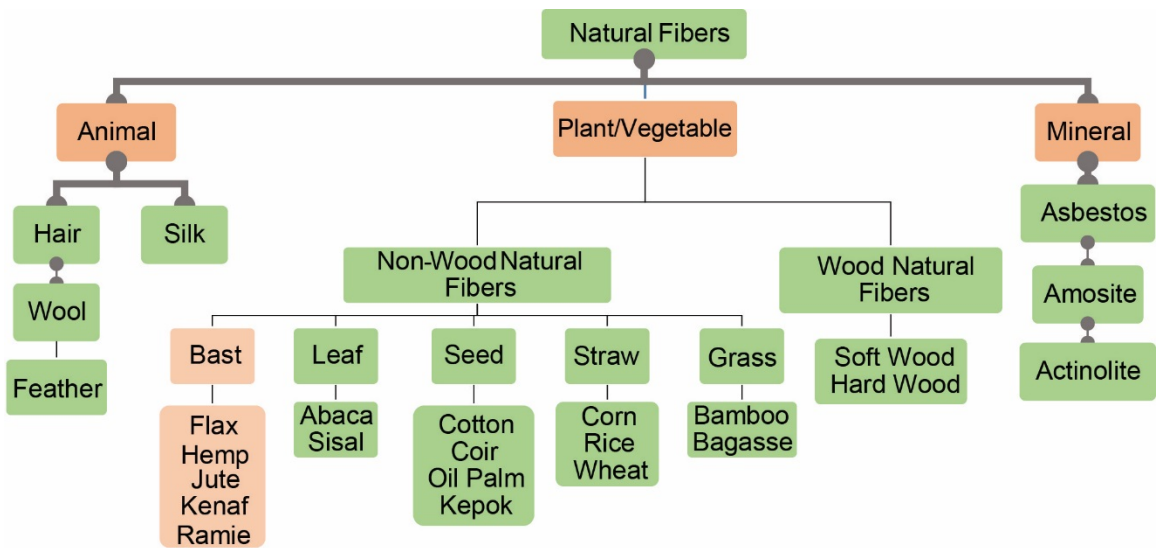 Natural Fibers
Animal
Plant/Vegetable
Mineral
Hair
Silk
Asbestos
Non-Wood Natural
Fibers
Wood Natural
Fibers
Wool
Amosite
Bast
Leaf
Seed
Straw
Grass
Soft Wood
Hard Wood
Feather
Actinolite
Flax
Hemp
Jute
Kenaf
Ramie
Abaca
Sisal
Cotton
Coir
Oil Palm
Kepok
Corn
Rice
Wheat
Bamboo
Bagasse